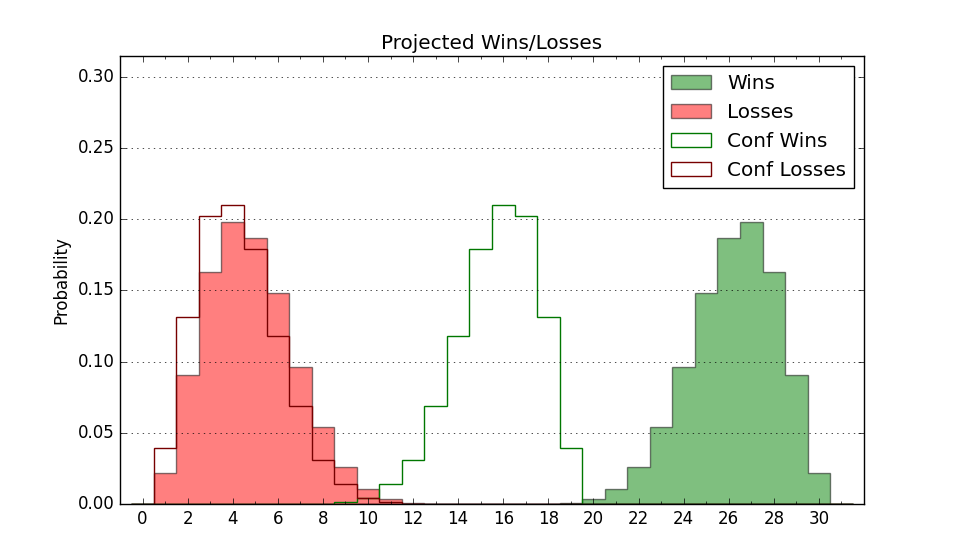 Projected Wins/Losses
Wins
Losses
Conf Wins
Conf Losses
Probability
0.30
0.25
0.20
0.15
0.10
0.05
0.00
0 2 4 6 8 10 12 14 16 18 20 22 24 26 28 30